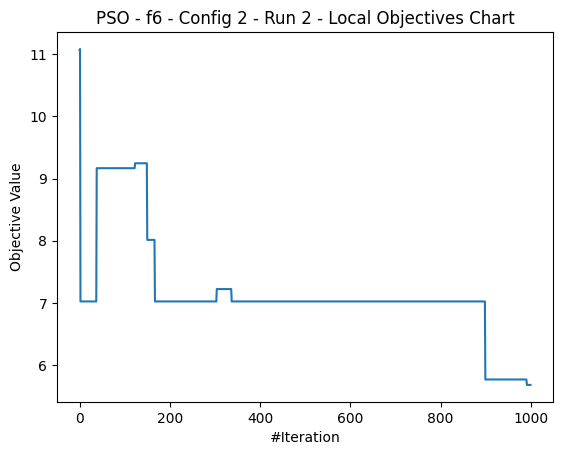 PSO - f6 - Config 2 - Run 2 - Local Objectives Chart
11
10
9
8
7
6
Objective Value
0 200 400 600 800 1000
#Iteration